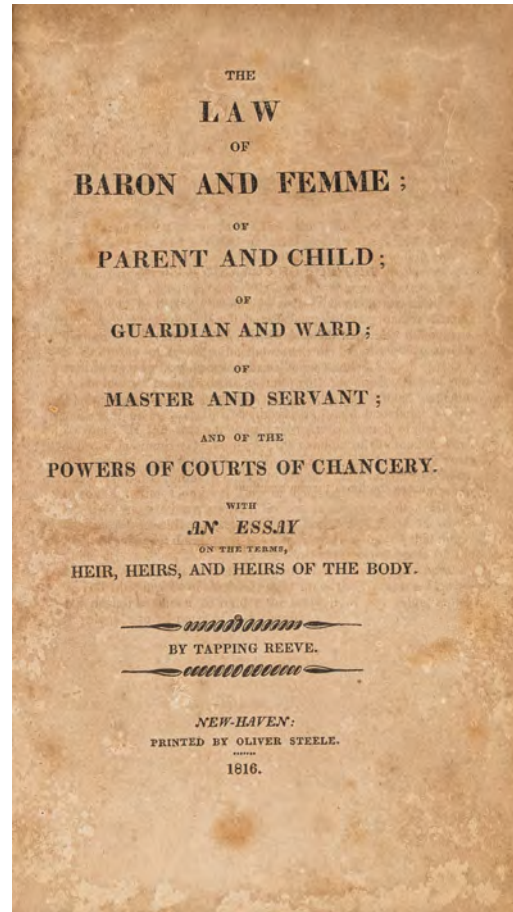 THE
LAW
OF
BARON AND FEMME;
OF
PARENT AND CHILD;
OF
GUARDIAN AND WARD;
OF
MASTER AND SERVANT;
AND OF THE
POWERS OF COURTS OF CHANCERY.
WITH
AN ESSAY
ON THE TERMS,
HEIR, HEIRS, AND HEIRS OF THE BODY.
BY TAPPING REEVE.
NEW-HAVEN:
PRINTED BY OLIVER STEELE.
1816.